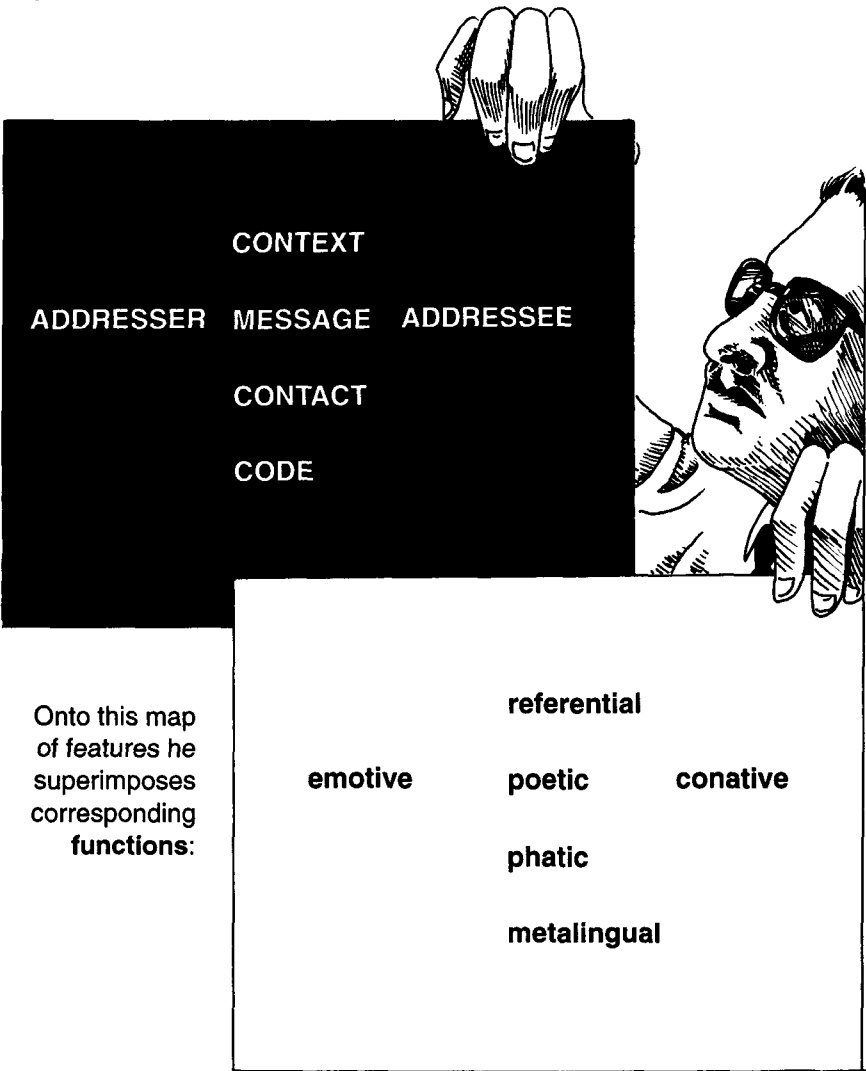 CONTEXT
ADDRESSER MESSAGE ADDRESSEE
CONTACT
CODE
Onto this map
of features he
superimposes
corresponding
functions:
referential
emotive poetic conative
phatic
metalingual